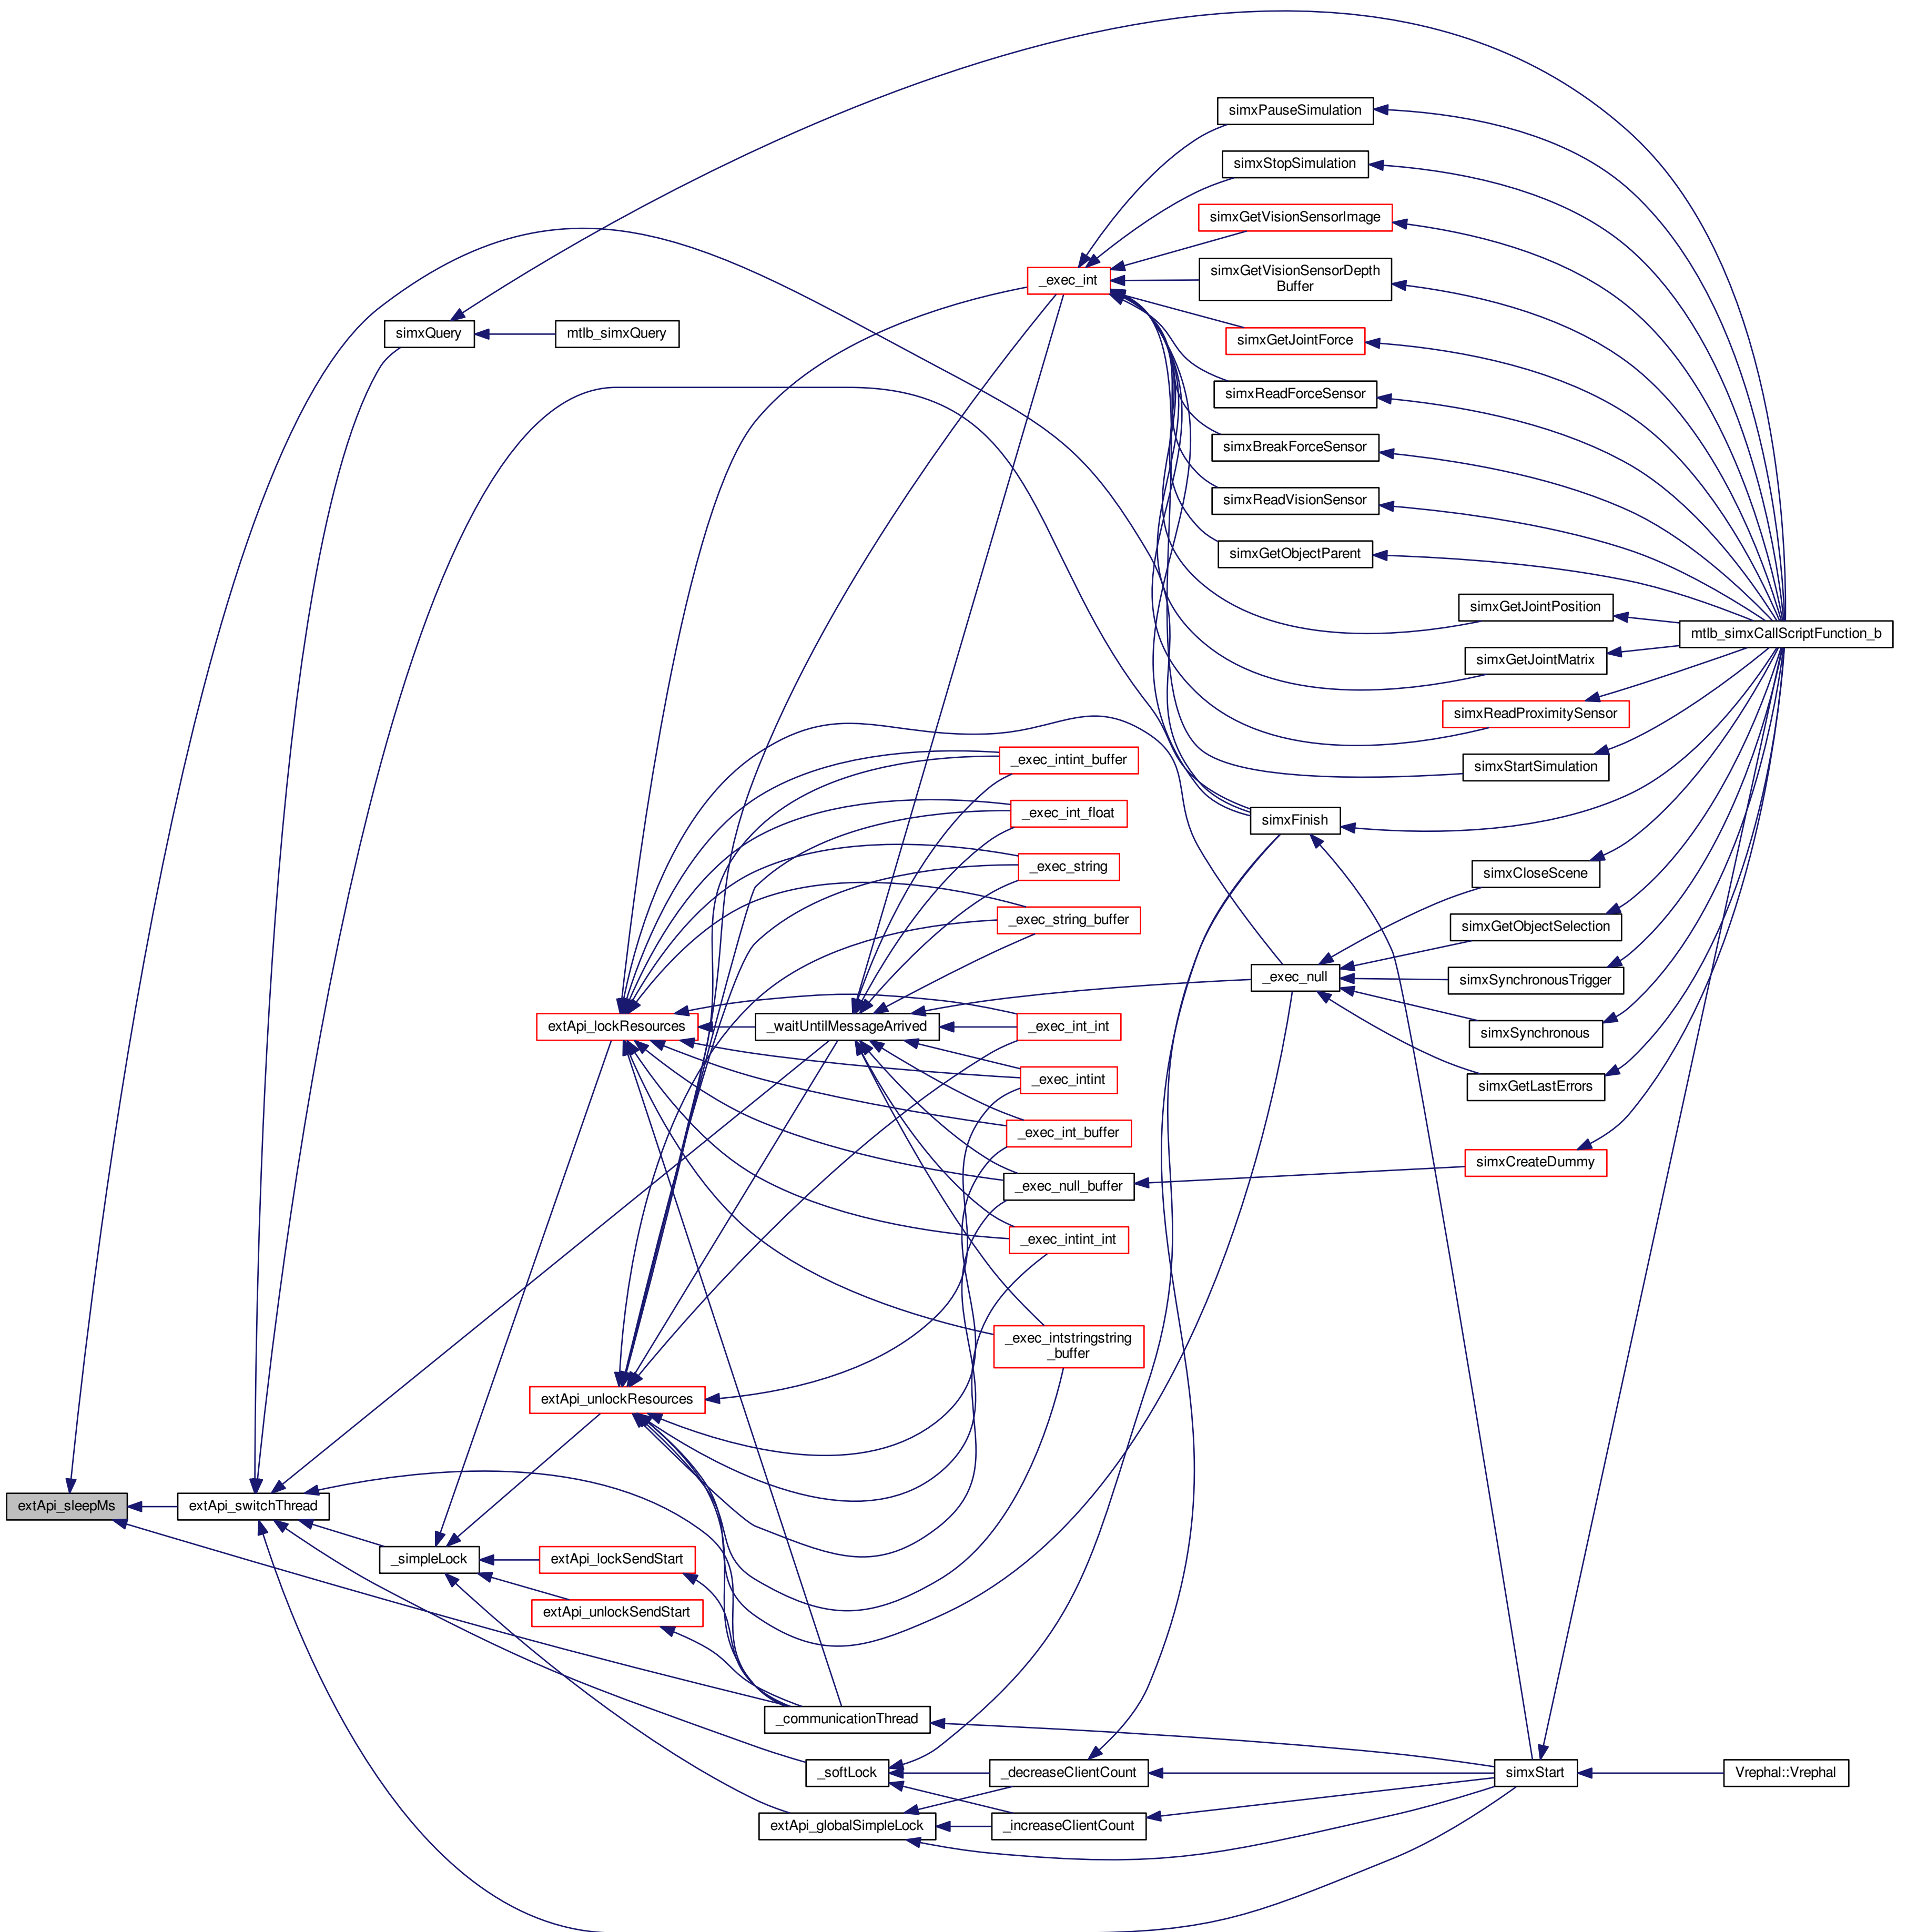 simxPauseSimulation
simxStopSimulation
simxGetVisionSensorImage
simxGetVisionSensorDepth
Buffer
_exec_int
simxQuery
mtlb_simxQuery
simxGetJointForce
simxReadForceSensor
simxBreakForceSensor
simxReadVisionSensor
simxGetObjectParent
simxGetJointPosition
mtlb_simxCallScriptFunction_b
simxGetJointMatrix
simxReadProximitySensor
simxStartSimulation
_exec_intint_buffer
_exec_int_float
simxFinish
_exec_string
simxCloseScene
_exec_string_buffer
simxGetObjectSelection
_exec_null
simxSynchronousTrigger
extApi_lockResources
_waitUntilMessageArrived
_exec_int_int
simxSynchronous
_exec_intint
simxGetLastErrors
_exec_int_buffer
simxCreateDummy
_exec_null_buffer
_exec_intint_int
_exec_intstringstring
_buffer
extApi_unlockResources
extApi_sleepMs
extApi_switchThread
_simpleLock
extApi_lockSendStart
extApi_unlockSendStart
_communicationThread
_softLock
_decreaseClientCount
simxStart
Vrephal::Vrephal
extApi_globalSimpleLock
_increaseClientCount